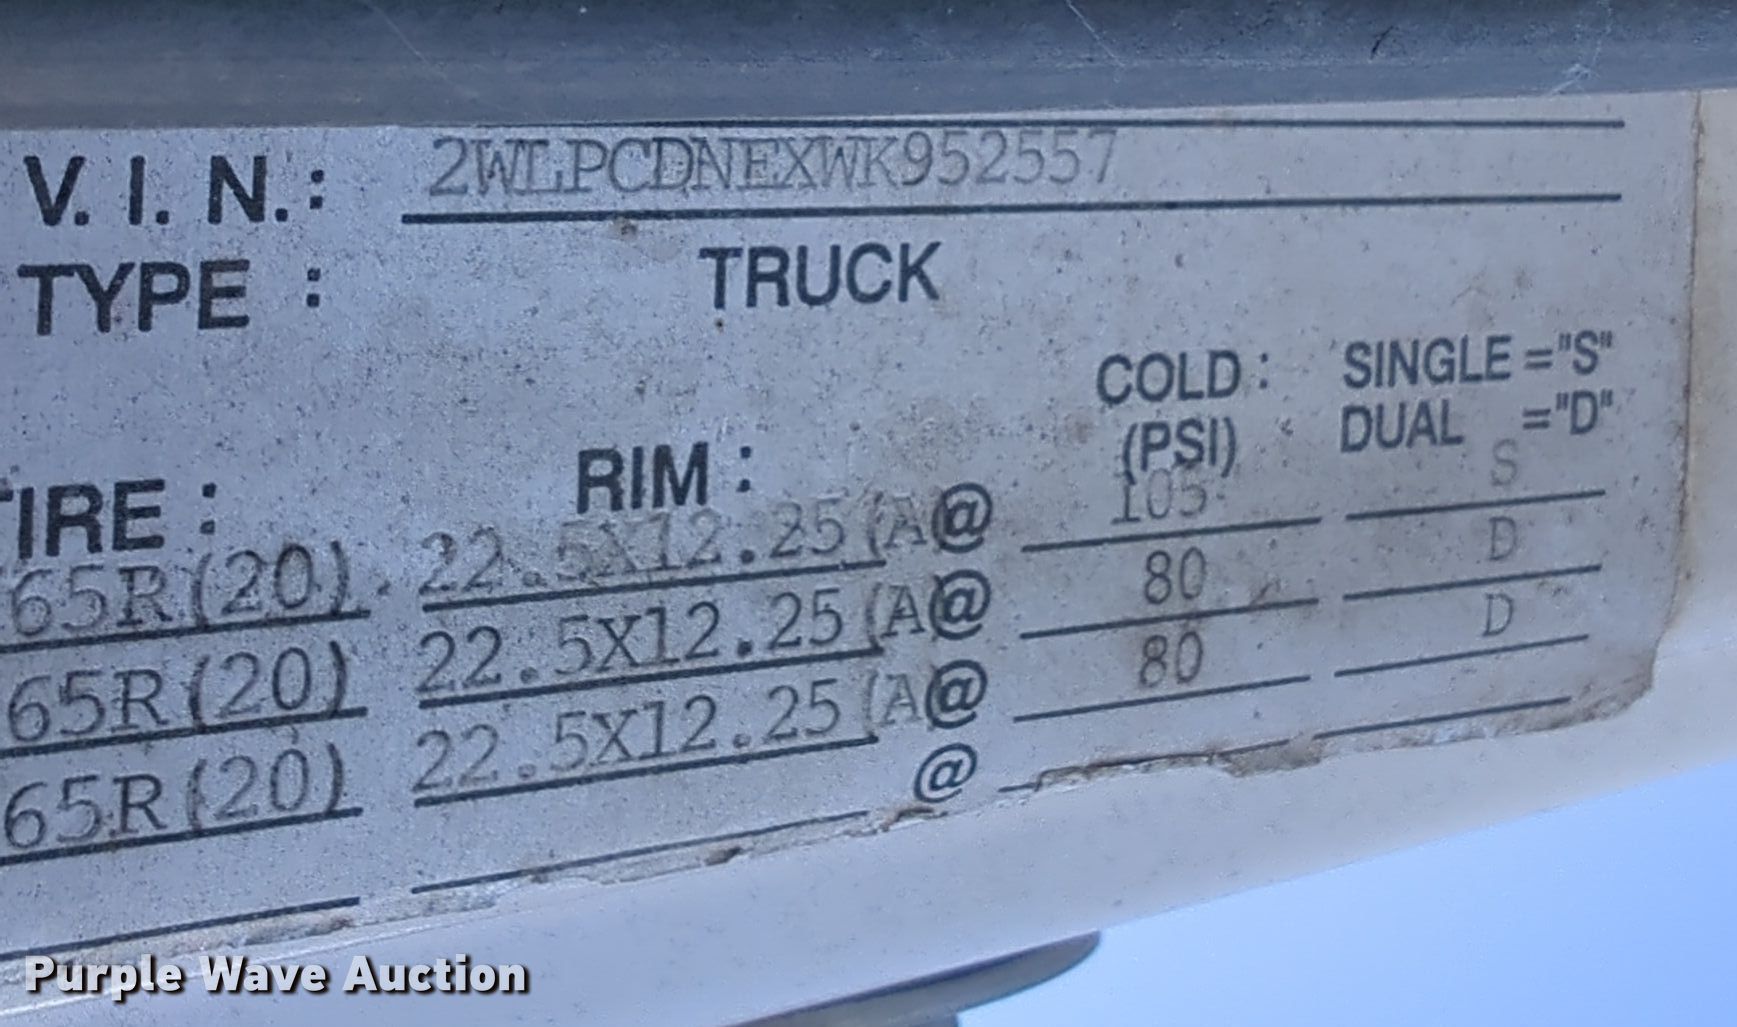 V. I. N. : 2WLPCDNEXWK952557
TYPE : TRUCK
COLD : SINGLE ="S"
(PSI) DUAL ="D"
TIRE : RIM :
65R(20) 22.5X12.25(A@ 105 S
65R(20) 22.5X12.25(A@ 80 D
65R(20) 22.5X12.25(A@ 80 D
@
Purple Wave Auction